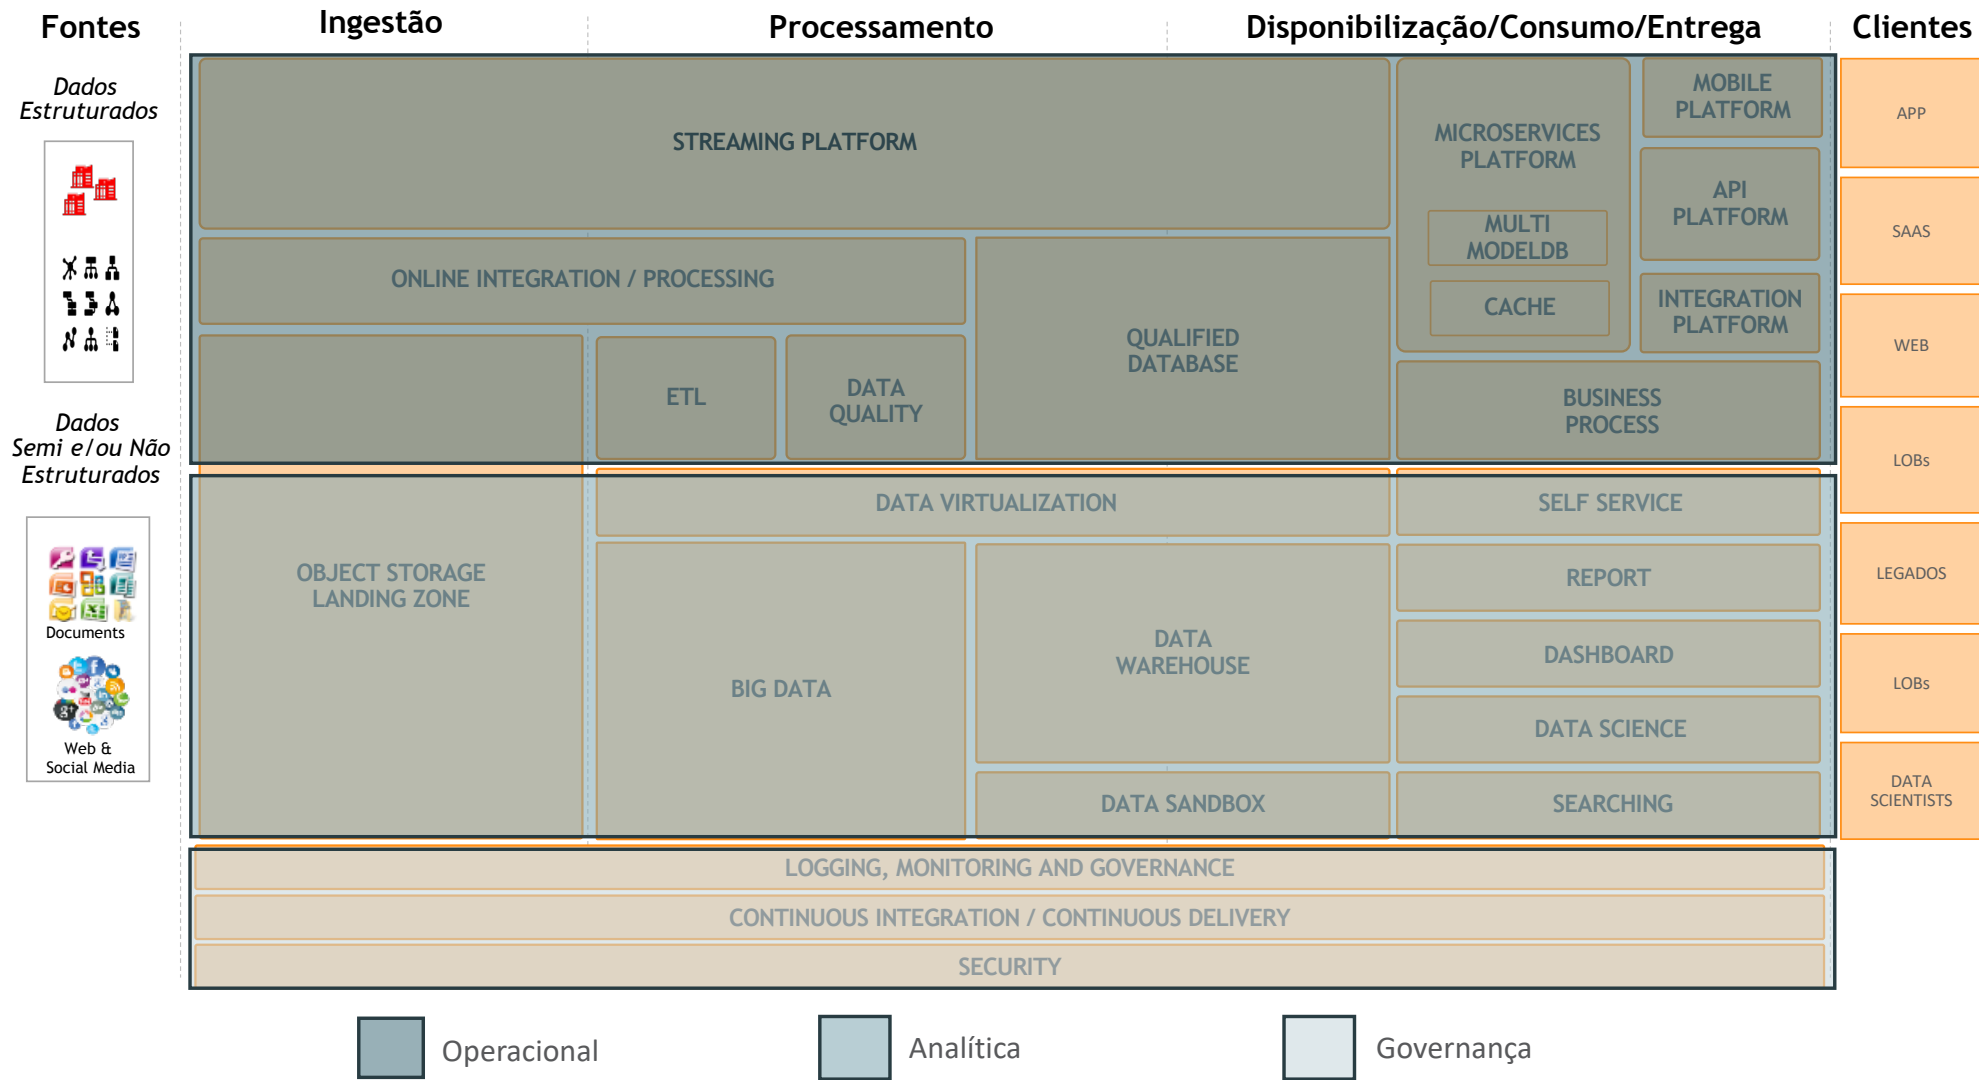 Fontes
Ingestão
Processamento
Disponibilização/Consumo/Entrega
Clientes
Dados
Estruturados
Dados
Semi e/ou Não
Estruturados
Documents
Web &
Social Media
STREAMING PLATFORM
ONLINE INTEGRATION / PROCESSING
ETL
DATA
QUALITY
QUALIFIED
DATABASE
MICROSERVICES
PLATFORM
MULTI
MODELDB
CACHE
MOBILE
PLATFORM
API
PLATFORM
INTEGRATION
PLATFORM
BUSINESS
PROCESS
OBJECT STORAGE
LANDING ZONE
DATA VIRTUALIZATION
BIG DATA
DATA
WAREHOUSE
DATA SANDBOX
SELF SERVICE
REPORT
DASHBOARD
DATA SCIENCE
SEARCHING
LOGGING, MONITORING AND GOVERNANCE
CONTINUOUS INTEGRATION / CONTINUOUS DELIVERY
SECURITY
APP
SAAS
WEB
LOBs
LEGADOS
LOBs
DATA
SCIENTISTS
Operacional
Analítica
Governança